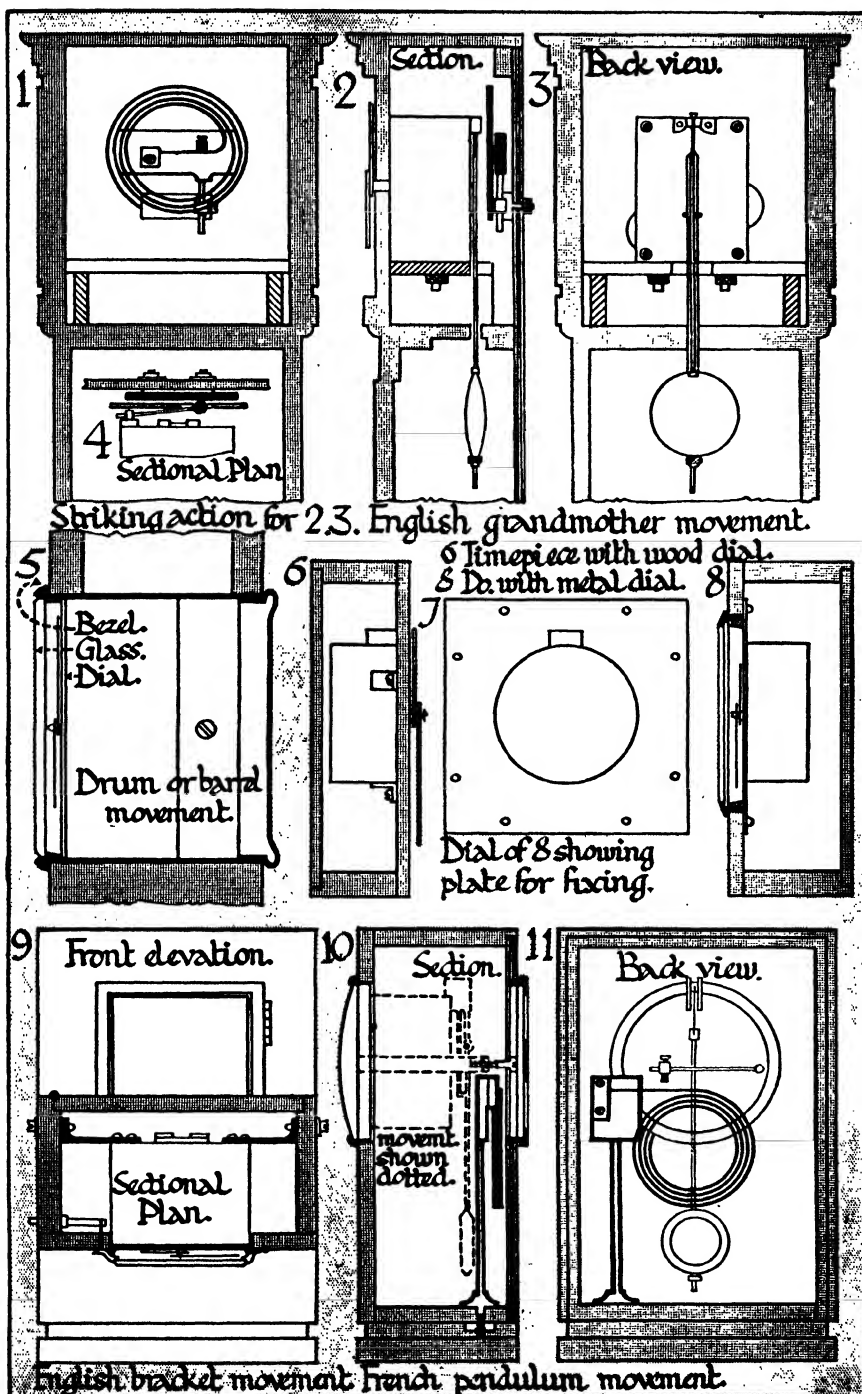 1
2
Section.
3
Back view.
4
Sectional Plan
Striking action for 2.3. English grandmother movement.
6 Timepiece with wood dial.
8 Do. with metal dial.
5
Bezel.
Glass.
Dial.
Drum or barrel
movement.
6
7
8
Dial of 8 showing
plate for fixing.
9
Front elevation.
Sectional
Plan.
10
Section.
movemt.
shown
dotted.
11
Back view.
English bracket movement. French pendulum movement.